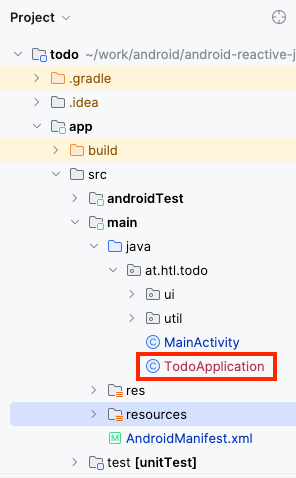 Project
todo ~/work/android/android-reactive-j
.gradle
.idea
app
build
src
androidTest
main
java
at.htl.todo
ui
util
MainActivity
TodoApplication
res
resources
AndroidManifest.xml
test [unitTest]